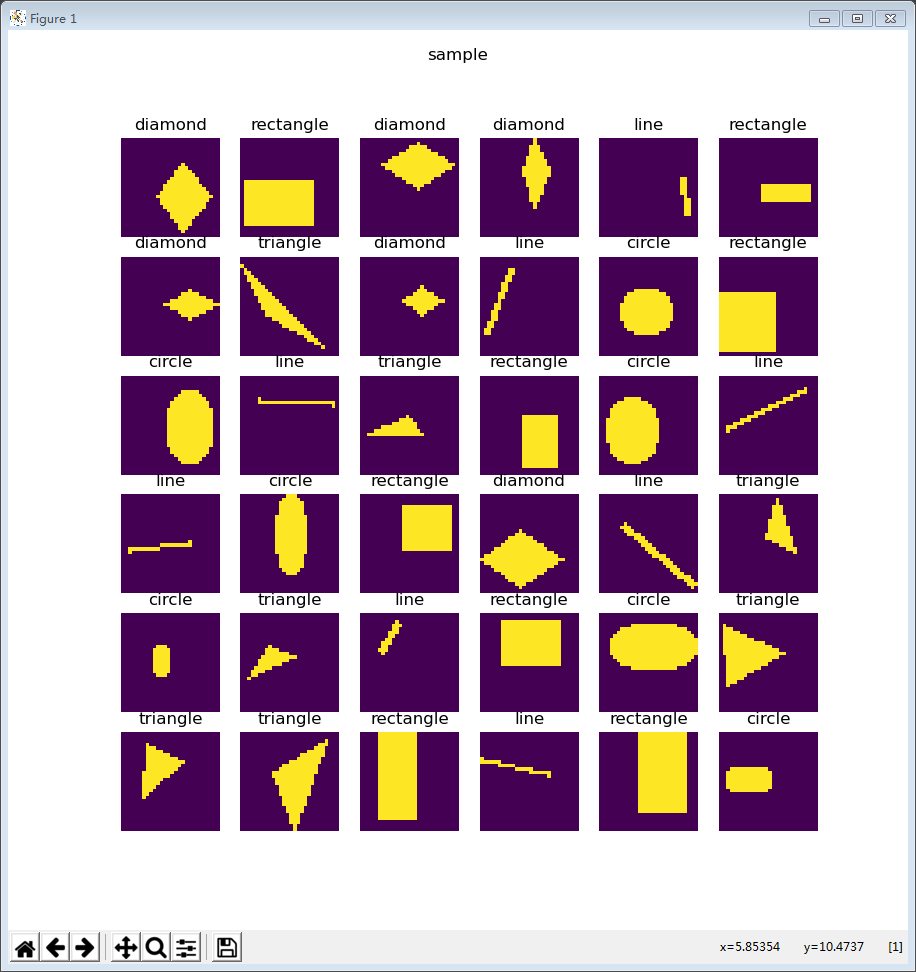 Figure 1
sample
diamond rectangle diamond diamond line rectangle
diamond triangle diamond line circle rectangle
circle line triangle rectangle circle line
line circle rectangle diamond line triangle
circle triangle line rectangle circle triangle
triangle triangle rectangle line rectangle circle
x=5.85354 y=10.4737 [1]